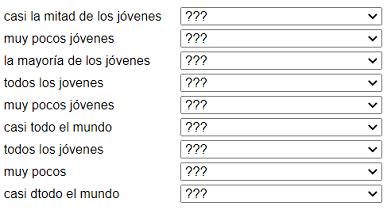 casi la mitad de los jóvenes ???
muy pocos jóvenes ???
la mayoría de los jóvenes ???
todos los jovenes ???
muy pocos jóvenes ???
casi todo el mundo ???
todos los jóvenes ???
muy pocos ???
casi dtodo el mundo ???